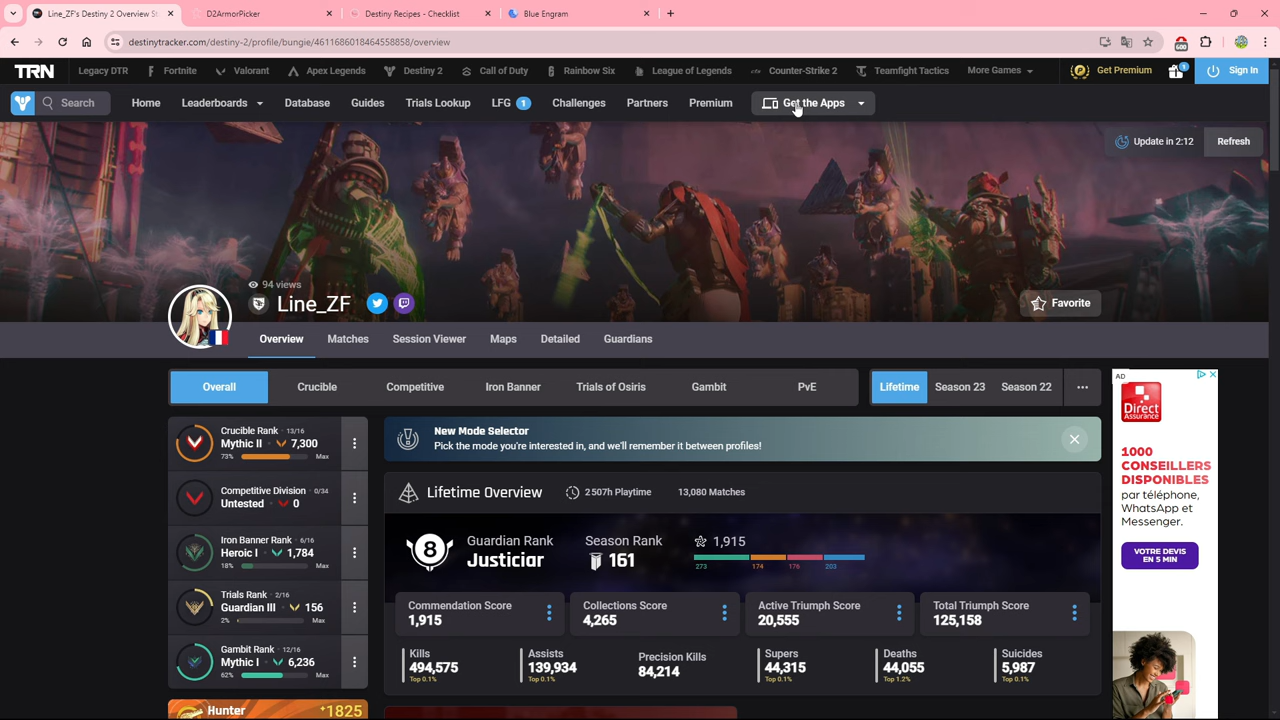 Line_ZF's Destiny 2 Overview St
D2ArmorPicker
Destiny Recipes - Checklist
Blue Engram
destinytracker.com/destiny-2/profile/bungie/4611686018464558858/overview
GOD
TRN
Legacy DTR
Fortnite
Valorant
Apex Legends
Destiny 2
Call of Duty
Rainbow Six
League of Legends
Counter-Strike 2
Teamfight Tactics
More Games
Get Premium
1
Sign In
Search
Home
Leaderboards
Database
Guides
Trials Lookup
LFG 1
Challenges
Partners
Premium
Get the Apps
Update in 2:12
Refresh
94 views
Line_ZF
Favorite
Overview
Matches
Session Viewer
Maps
Detailed
Guardians
Overall
Crucible
Competitive
Iron Banner
Trials of Osiris
Gambit
PvE
Lifetime
Season 23
Season 22
Crucible Rank · 13/16
Mythic II · 7,300
73% Max
Competitive Division · 0/34
Untested · 0
Iron Banner Rank · 6/16
Heroic I · 1,784
18% Max
Trials Rank · 2/16
Guardian III · 156
2% Max
Gambit Rank · 12/16
Mythic I · 6,236
62% Max
Hunter
1825
New Mode Selector
Pick the mode you're interested in, and we'll remember it between profiles!
Lifetime Overview
2 507h Playtime
13,080 Matches
8
Guardian Rank
Justiciar
Season Rank
161
1,915
273 174 176 203
Commendation Score
1,915
Collections Score
4,265
Active Triumph Score
20,555
Total Triumph Score
125,158
Kills
494,575
Top 0.1%
Assists
139,934
Top 0.1%
Precision Kills
84,214
Supers
44,315
Top 0.1%
Deaths
44,055
Top 1.2%
Suicides
5,987
Top 0.1%
AD
Direct
Assurance
1000
CONSEILLERS
DISPONIBLES
par téléphone,
WhatsApp et
Messenger.
VOTRE DEVIS
EN 5 MIN